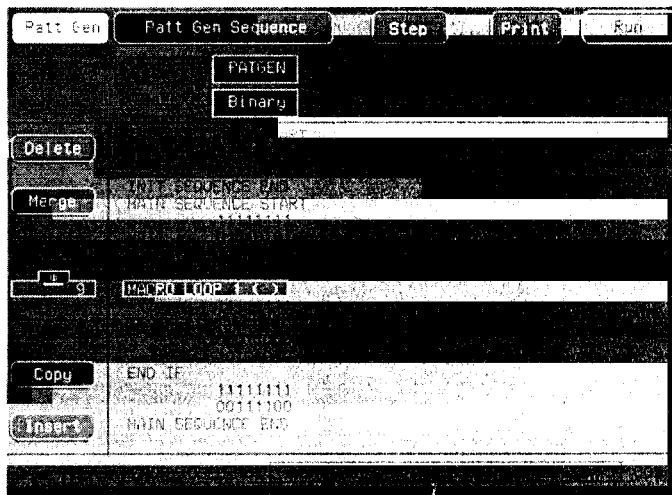 Patt Gen Patt Gen Sequence Step Print Run
PATGEN
Binary
Delete
INIT SEQUENCE END
Merge MAIN SEQUENCE START
11111111
9 MACRO LOOP 1 ( )
Copy END IF
11111111
00111100
Insert MAIN SEQUENCE END